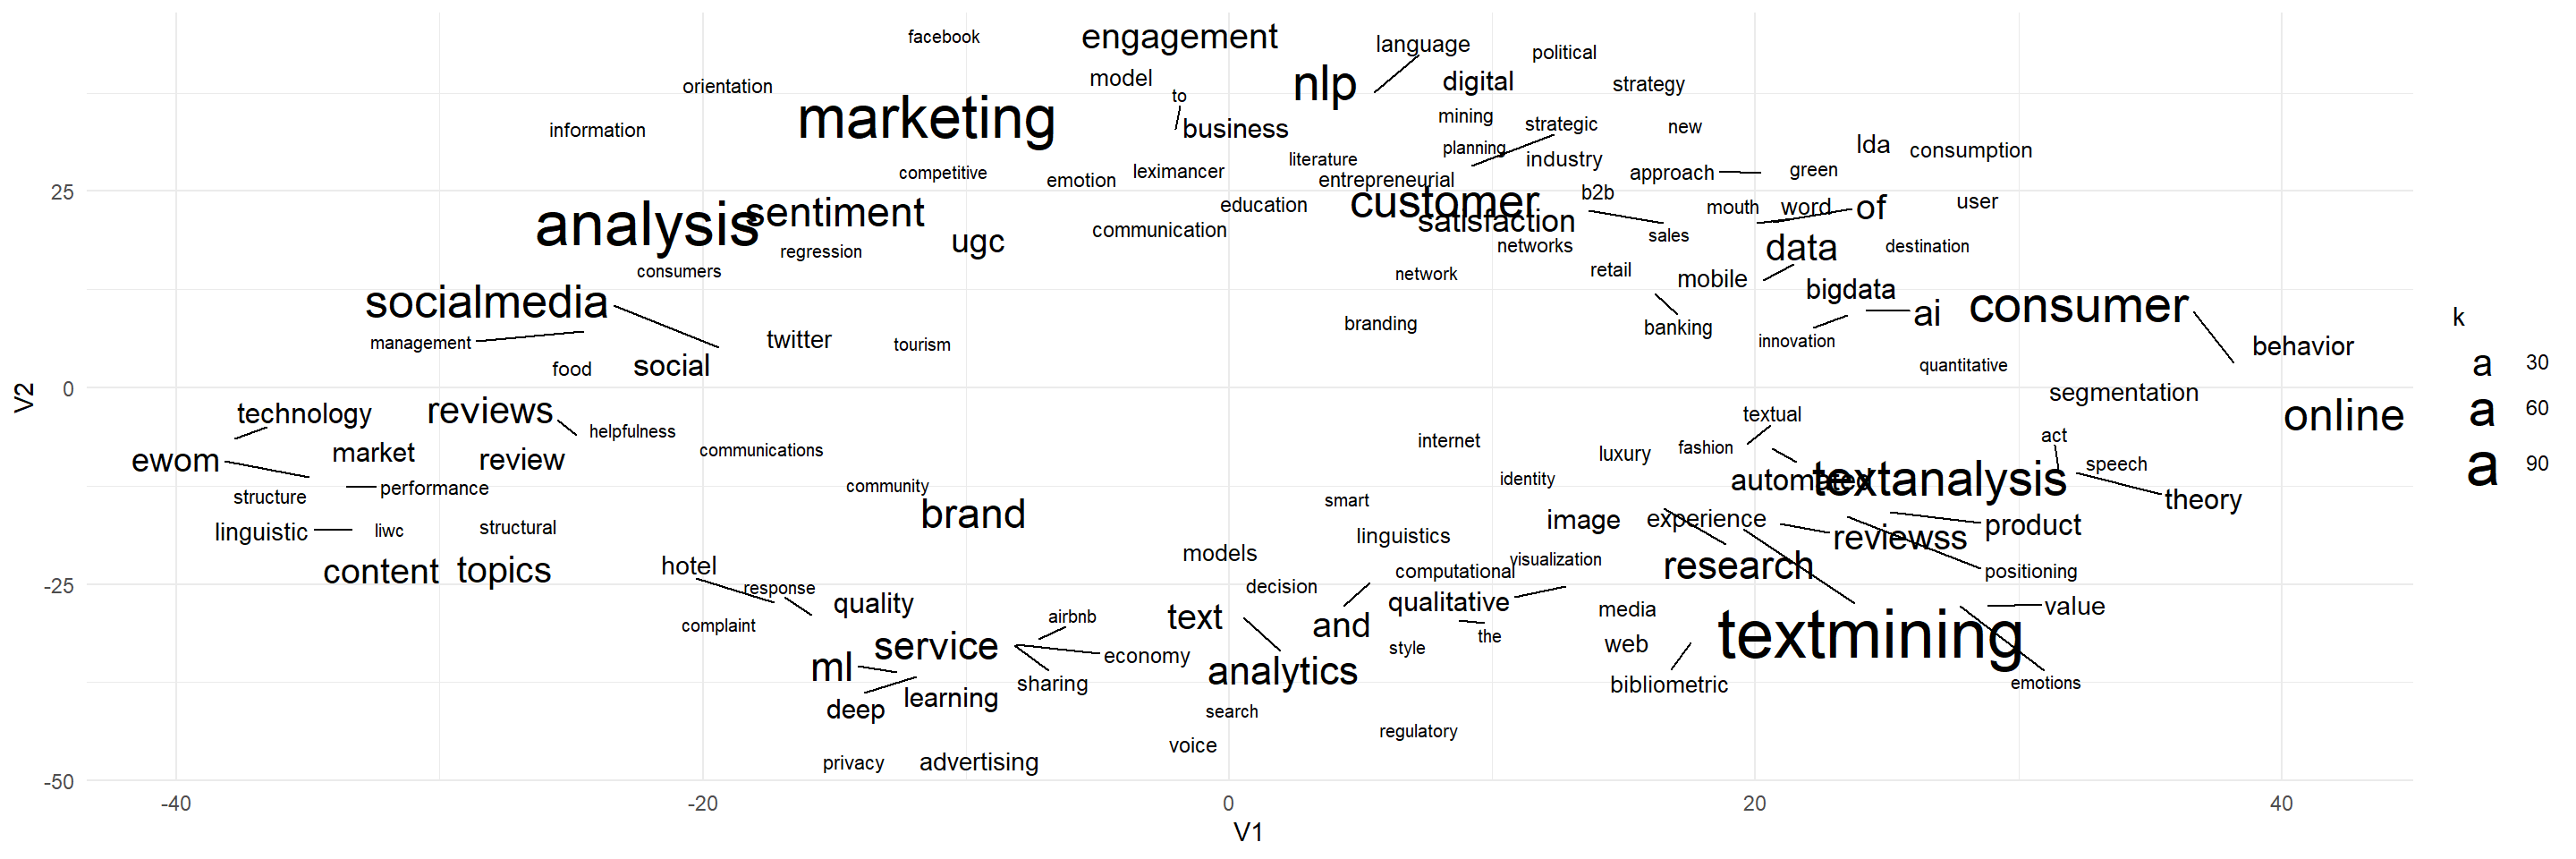 facebook
engagement
language
political
orientation
model
nlp
digital
strategy
to
marketing
information
business
mining
strategic
new
planning
lda
literature
industry
consumption
competitive
emotion
leximancer
entrepreneurial
approach
green
25
analysis
sentiment
education
customer
b2b
mouth
word
of
user
satisfaction
communication
regression
ugc
networks
sales
data
destination
consumers
network
retail
mobile
socialmedia
bigdata
ai
consumer
k
management
twitter
tourism
branding
banking
innovation
behavior
food
social
quantitative
a 30
V2
0
segmentation
technology
reviews
helpfulness
textual
online
a 60
internet
act
market
communications
luxury
fashion
ewom
review
speech
a 90
structure
performance
community
identity
automated
textanalysis
smart
theory
linguistic
liwc
structural
brand
image
experience
product
linguistics
reviewss
content
topics
hotel
models
visualization
research
computational
positioning
-25
response
decision
quality
qualitative
media
value
complaint
airbnb
text
and
the
textmining
service
economy
style
web
ml
sharing
analytics
bibliometric
emotions
deep
learning
search
regulatory
voice
privacy
advertising
-50
-40
-20
0
20
40
V1